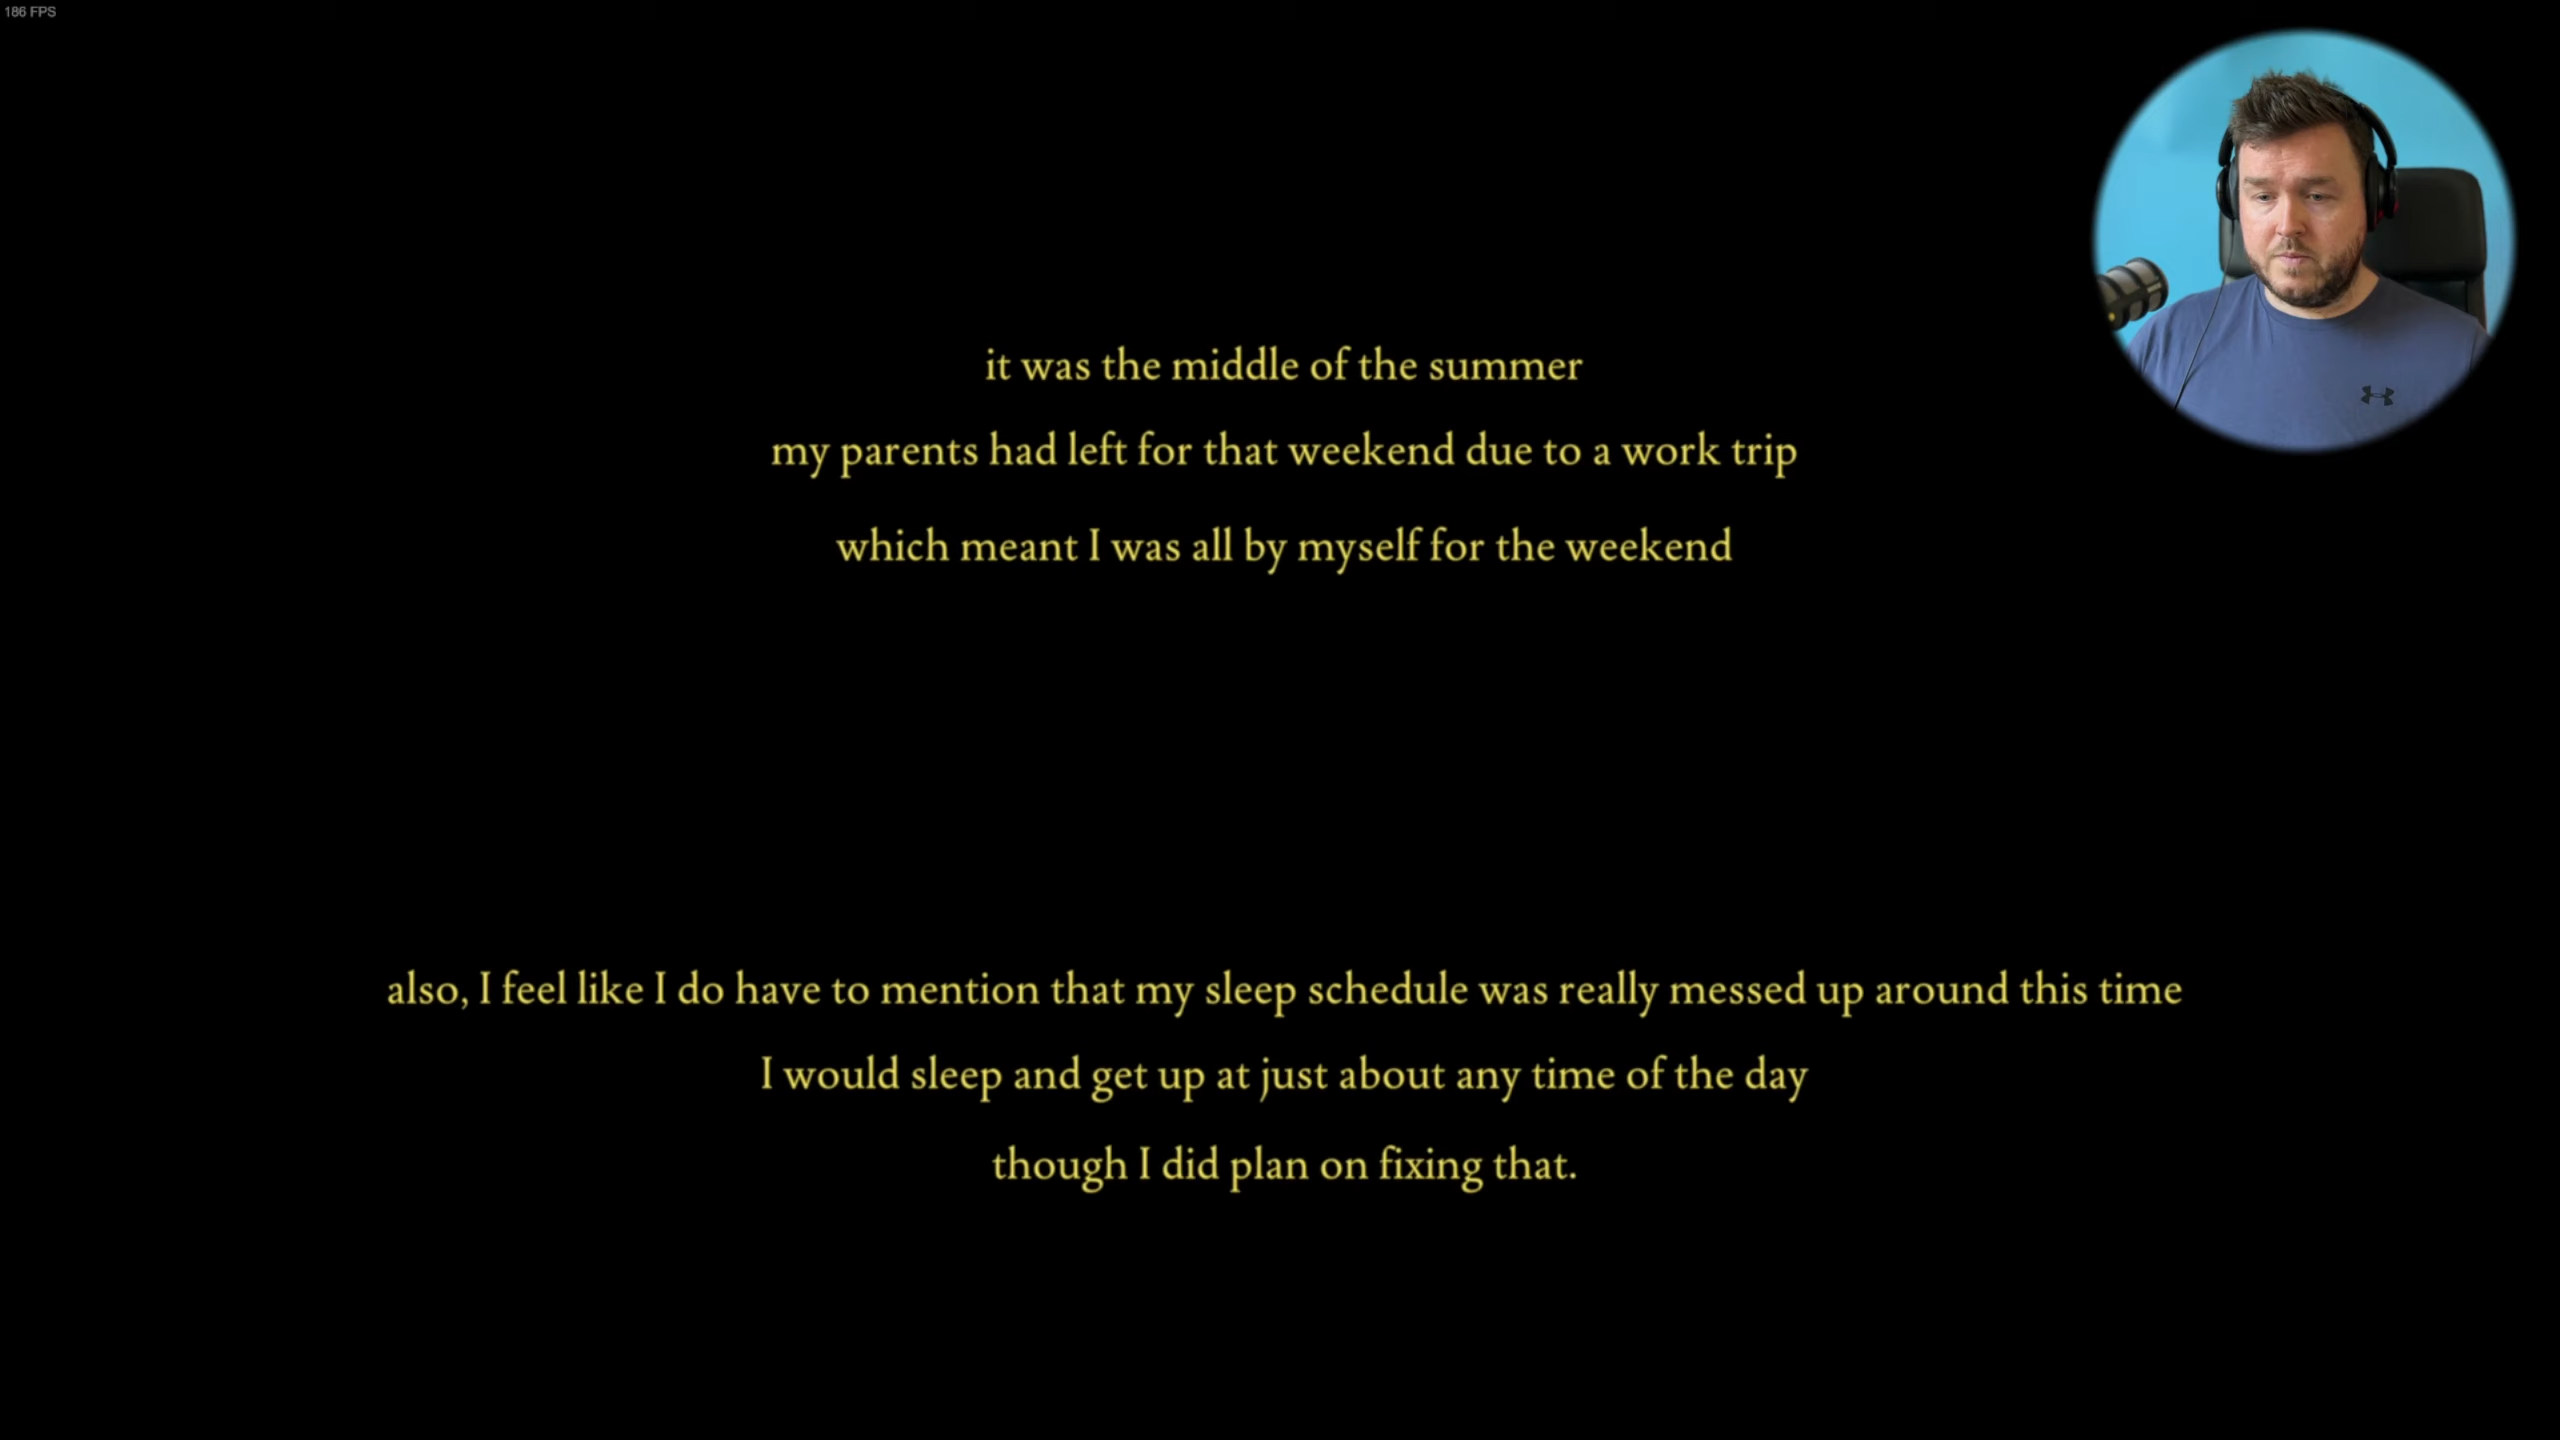 186 FPS
it was the middle of the summer
my parents had left for that weekend due to a work trip
which meant I was all by myself for the weekend
also, I feel like I do have to mention that my sleep schedule was really messed up around this time
I would sleep and get up at just about any time of the day
though I did plan on fixing that.